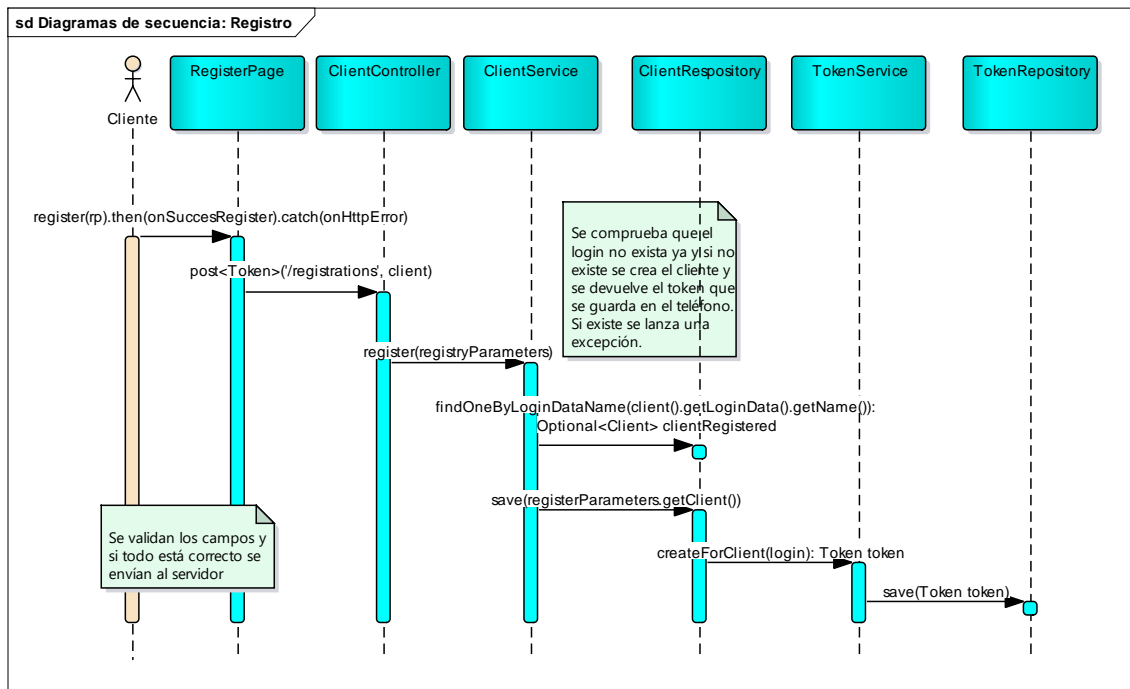 sd Diagramas de secuencia: Registro
Cliente
RegisterPage
ClientController
ClientService
ClientRespository
TokenService
TokenRepository
register(rp).then(onSuccesRegister).catch(onHttpError)
post<Token>('/registrations', client)
Se comprueba que el
login no exista ya y si no
existe se crea el cliente y
se devuelve el token que
se guarda en el teléfono.
Si existe se lanza una
excepción.
register(registryParameters)
findOneByLoginDataName(client().getLoginData().getName()):
Optional<Client> clientRegistered
save(registerParameters.getClient())
Se validan los campos y
si todo está correcto se
envían al servidor
createForClient(login): Token token
save(Token token)